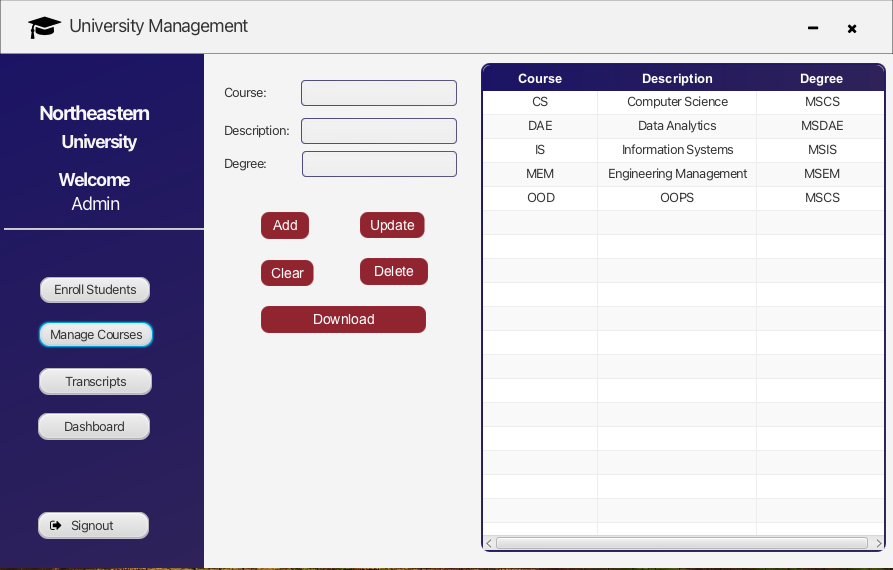 University Management
Northeastern
University
Welcome
Admin
Enroll Students
Manage Courses
Transcripts
Dashboard
Signout
Course:
Description:
Degree:
Add Update
Clear Delete
Download
Course Description Degree
CS Computer Science MSCS
DAE Data Analytics MSDAE
IS Information Systems MSIS
MEM Engineering Management MSEM
OOD OOPS MSCS